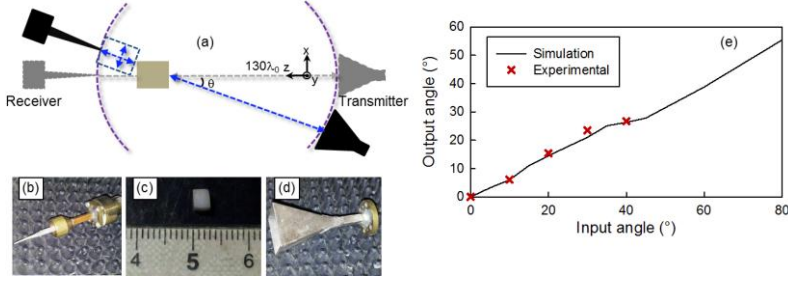 (a)
x
130λ₀ z
y
θ
Receiver
Transmitter
(b)
(c)
(d)
4 5 6
(e)
60
50
40
30
20
10
0
Output angle (°)
Simulation
Experimental
0 20 40 60 80
Input angle (°)